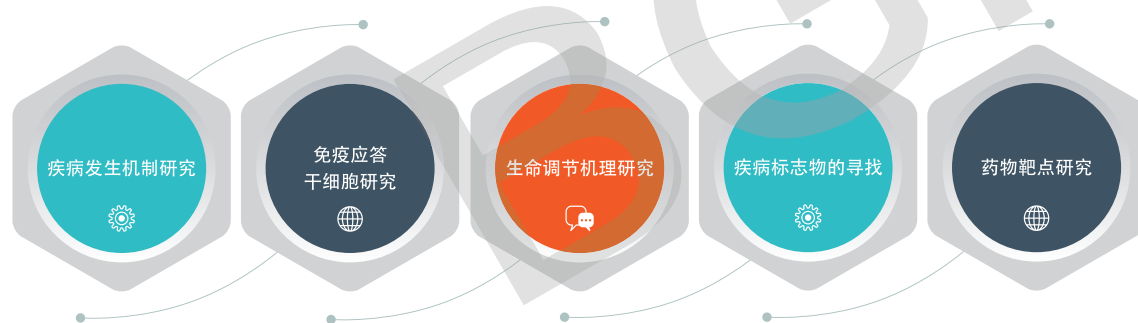 疾病发生机制研究
免疫应答
干细胞研究
生命调节机理研究
疾病标志物的寻找
药物靶点研究